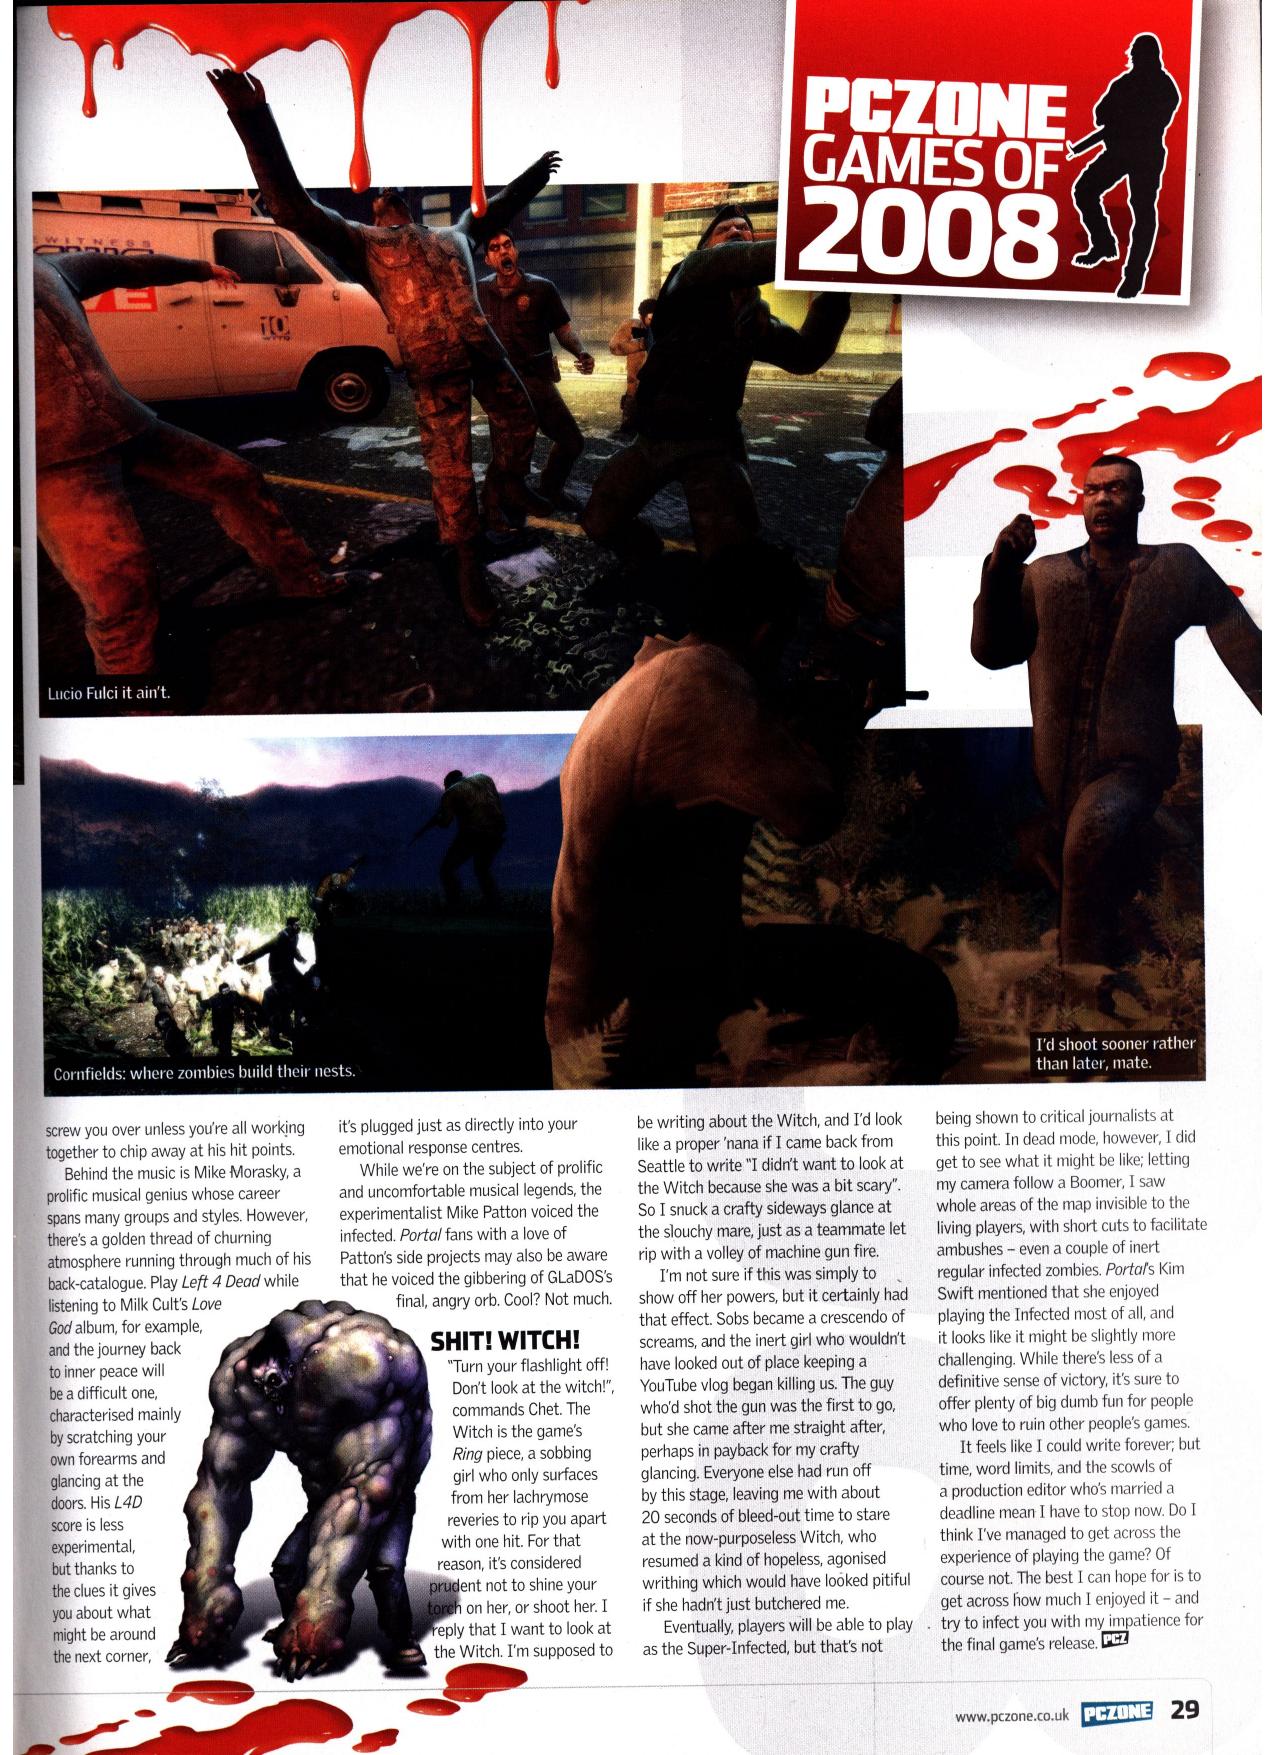 PCZONE
GAMES OF
2008
WITNESS
10
Lucio Fulci it ain't.
Cornfields: where zombies build their nests.
I'd shoot sooner rather
than later, mate.
screw you over unless you're all working
together to chip away at his hit points.
Behind the music is Mike Morasky, a
prolific musical genius whose career
spans many groups and styles. However,
there's a golden thread of churning
atmosphere running through much of his
back-catalogue. Play Left 4 Dead while
listening to Milk Cult's Love
God album, for example,
and the journey back
to inner peace will
be a difficult one,
characterised mainly
by scratching your
own forearms and
glancing at the
doors. His L4D
score is less
experimental,
but thanks to
the clues it gives
you about what
might be around
the next corner,
it's plugged just as directly into your
emotional response centres.
While we're on the subject of prolific
and uncomfortable musical legends, the
experimentalist Mike Patton voiced the
infected. Portal fans with a love of
Patton's side projects may also be aware
that he voiced the gibbering of GLaDOS's
final, angry orb. Cool? Not much.
SHIT! WITCH!
"Turn your flashlight off!
Don't look at the witch!",
commands Chet. The
Witch is the game's
Ring piece, a sobbing
girl who only surfaces
from her lachrymose
reveries to rip you apart
with one hit. For that
reason, it's considered
prudent not to shine your
torch on her, or shoot her. I
reply that I want to look at
the Witch. I'm supposed to
be writing about the Witch, and I'd look
like a proper 'nana if I came back from
Seattle to write "I didn't want to look at
the Witch because she was a bit scary".
So I snuck a crafty sideways glance at
the slouchy mare, just as a teammate let
rip with a volley of machine gun fire.
I'm not sure if this was simply to
show off her powers, but it certainly had
that effect. Sobs became a crescendo of
screams, and the inert girl who wouldn't
have looked out of place keeping a
YouTube vlog began killing us. The guy
who'd shot the gun was the first to go,
but she came after me straight after,
perhaps in payback for my crafty
glancing. Everyone else had run off
by this stage, leaving me with about
20 seconds of bleed-out time to stare
at the now-purposeless Witch, who
resumed a kind of hopeless, agonised
writhing which would have looked pitiful
if she hadn't just butchered me.
Eventually, players will be able to play
as the Super-Infected, but that's not
being shown to critical journalists at
this point. In dead mode, however, I did
get to see what it might be like; letting
my camera follow a Boomer, I saw
whole areas of the map invisible to the
living players, with short cuts to facilitate
ambushes – even a couple of inert
regular infected zombies. Portal's Kim
Swift mentioned that she enjoyed
playing the Infected most of all, and
it looks like it might be slightly more
challenging. While there's less of a
definitive sense of victory, it's sure to
offer plenty of big dumb fun for people
who love to ruin other people's games.
It feels like I could write forever; but
time, word limits, and the scowls of
a production editor who's married a
deadline mean I have to stop now. Do I
think I've managed to get across the
experience of playing the game? Of
course not. The best I can hope for is to
get across how much I enjoyed it – and
try to infect you with my impatience for
the final game's release. PCZ
www.pczone.co.uk PCZONE 29